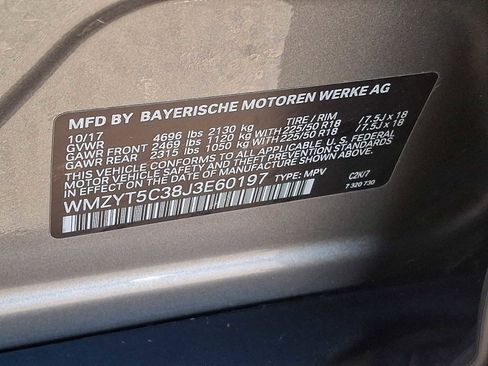 MFD BY BAYERISCHE MOTOREN WERKE AG
10/17 TIRE / RIM
GVWR 4696 lbs 2130 kg
GAWR FRONT 2469 lbs 1120 kg WITH 225/50 R18 / 7.5J x 18
GAWR REAR 2315 lbs 1050 kg WITH 225/50 R18 / 7.5J x 18
THIS VEHICLE CONFORMS TO ALL APPLICABLE U.S. FEDERAL
MOTOR VEHICLE SAFETY AND THEFT PREVENTION STANDARDS
IN EFFECT ON THE DATE OF MANUFACTURE SHOWN ABOVE.
WMZYT5C38J3E60197 TYPE: MPV C2K/7
7 320 730